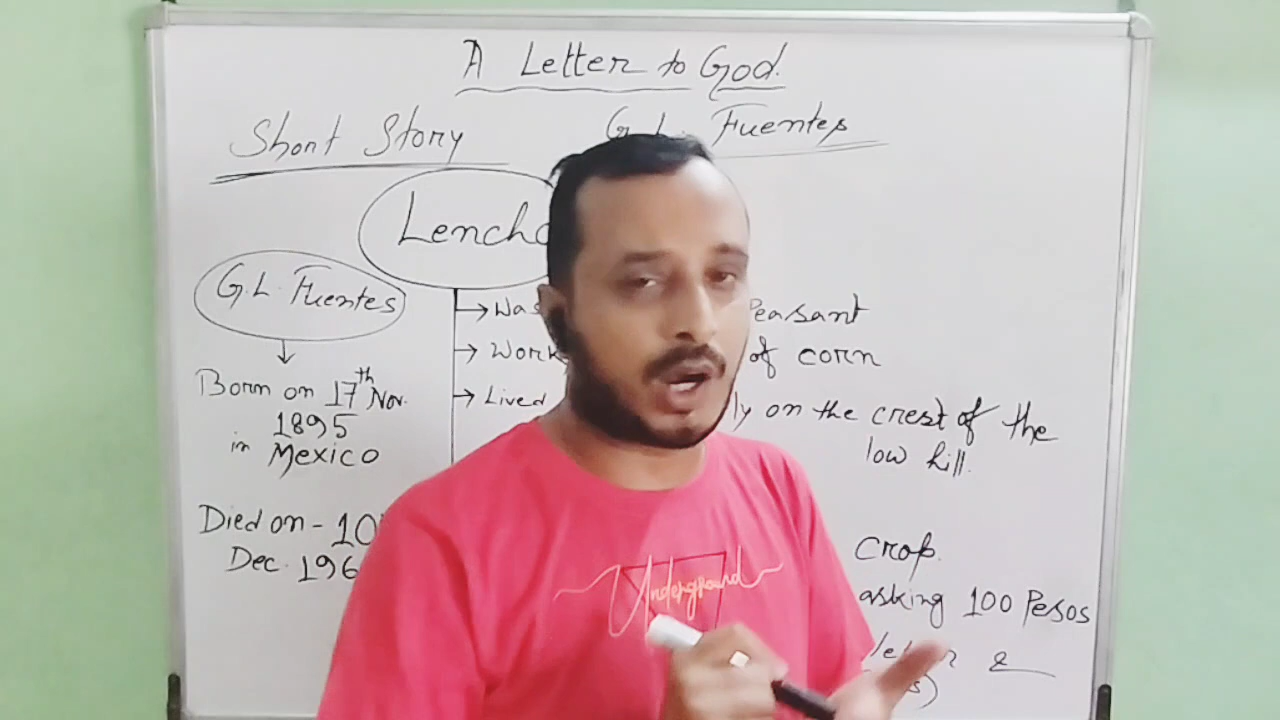 A Letter to God.
Short Story
G. L. Fuentes
Lencho
G.L. Fuentes
Born on 17th Nov.
1895
in Mexico
Died on - 10
Dec. 196
→ Was Peasant
→ Work of corn
→ Lived ly on the crest of the
low hill.
crop.
asking 100 Pesos
&
Underground